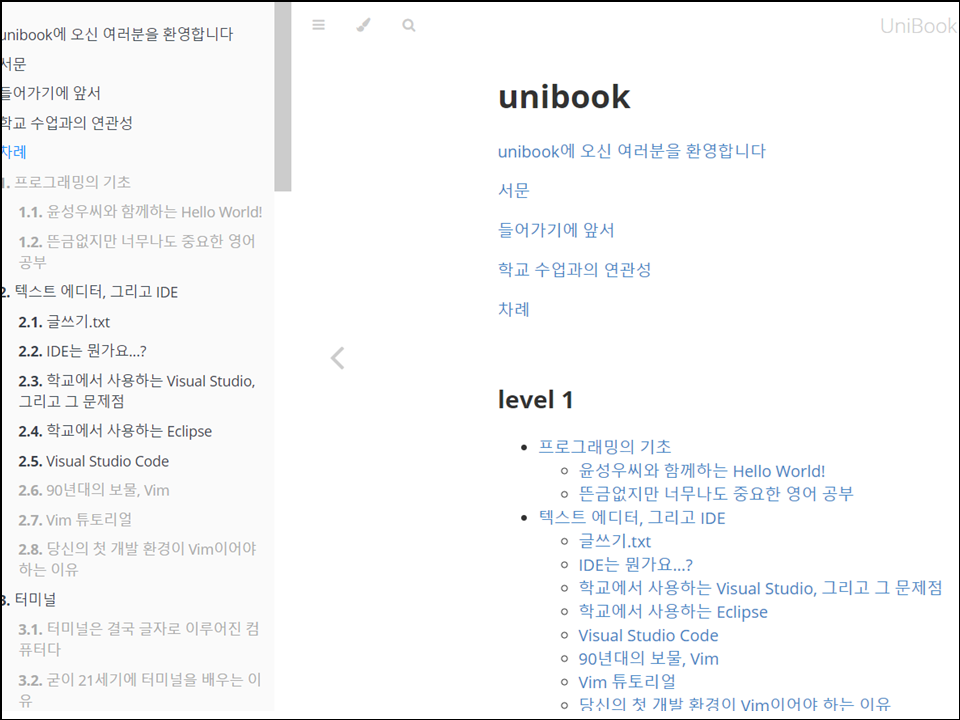 unibook에 오신 여러분을 환영합니다
서문
들어가기에 앞서
학교 수업과의 연관성
차례
1. 프로그래밍의 기초
1.1. 윤성우씨와 함께하는 Hello World!
1.2. 뜬금없지만 너무나도 중요한 영어
공부
2. 텍스트 에디터, 그리고 IDE
2.1. 글쓰기.txt
2.2. IDE는 뭔가요...?
2.3. 학교에서 사용하는 Visual Studio,
그리고 그 문제점
2.4. 학교에서 사용하는 Eclipse
2.5. Visual Studio Code
2.6. 90년대의 보물, Vim
2.7. Vim 튜토리얼
2.8. 당신의 첫 개발 환경이 Vim이어야
하는 이유
3. 터미널
3.1. 터미널은 결국 글자로 이루어진 컴
퓨터다
3.2. 굳이 21세기에 터미널을 배우는 이
유
UniBook
unibook
unibook에 오신 여러분을 환영합니다
서문
들어가기에 앞서
학교 수업과의 연관성
차례
level 1
프로그래밍의 기초
윤성우씨와 함께하는 Hello World!
뜬금없지만 너무나도 중요한 영어 공부
텍스트 에디터, 그리고 IDE
글쓰기.txt
IDE는 뭔가요...?
학교에서 사용하는 Visual Studio, 그리고 그 문제점
학교에서 사용하는 Eclipse
Visual Studio Code
90년대의 보물, Vim
Vim 튜토리얼
당신의 첫 개발 환경이 Vim이어야 하는 이유